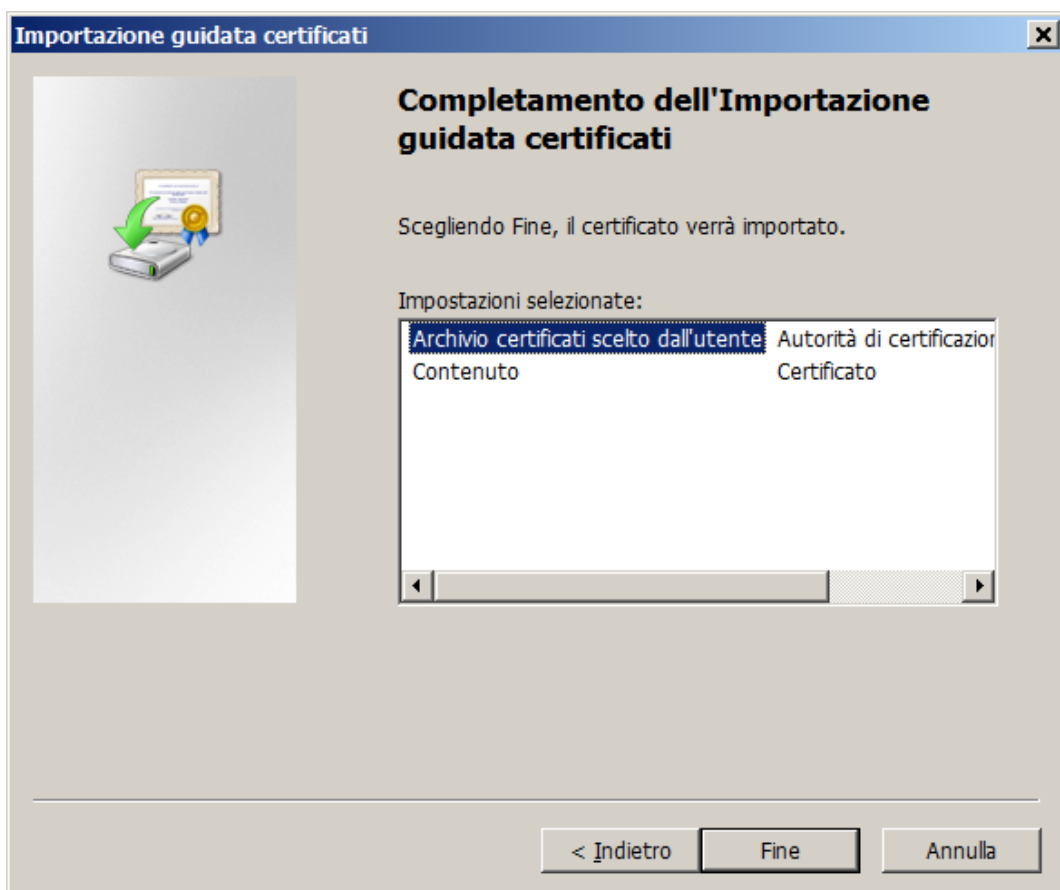 Importazione guidata certificati
Completamento dell'Importazione
guidata certificati
Scegliendo Fine, il certificato verrà importato.
Impostazioni selezionate:
Archivio certificati scelto dall'utente Autorità di certificazion
Contenuto Certificato
< Indietro Fine Annulla